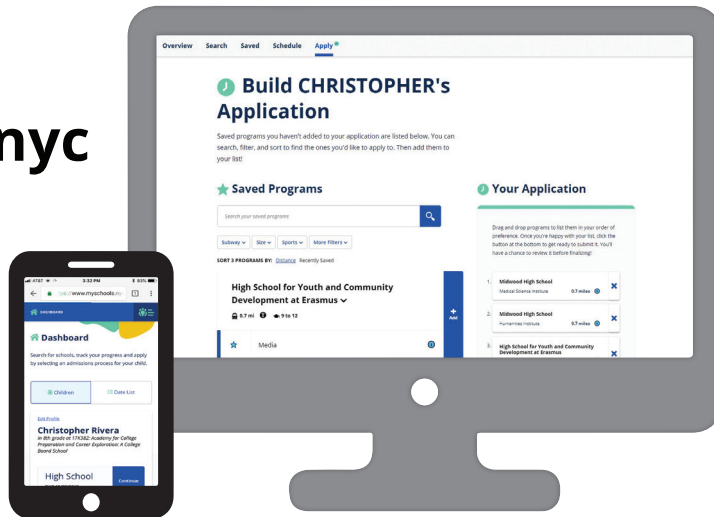 nyc
Overview Search Saved Schedule Apply
Build CHRISTOPHER's
Application
Saved programs you haven't added to your application are listed below. You can
search, filter, and sort to find the ones you'd like to apply to. Then add them to
your list!
Saved Programs
Search your saved programs
Subway Size Sports More Filters
SORT 3 PROGRAMS BY: Distance Recently Saved
High School for Youth and Community
Development at Erasmus
0.7 mi 9 to 12
Add
Media
Your Application
Drag and drop programs to list them in your order of
preference. Once you're happy with your list, click the
button at the bottom to get ready to submit it. You'll
have a chance to review it before finalizing!
1. Midwood High School
Medical Science Institute 0.7 miles
2. Midwood High School
Humanities Institute 0.7 miles
3. High School for Youth and Community
Development at Erasmus
AT&T 3:32 PM 83%
www.myschools.
DASHBOARD
Dashboard
Search for schools, track your progress and apply
by selecting an admissions process for your child.
Children Date List
Edit Profile
Christopher Rivera
in 8th grade at 17K382: Academy for College
Preparation and Career Exploration: A College
Board School
High School
Continue